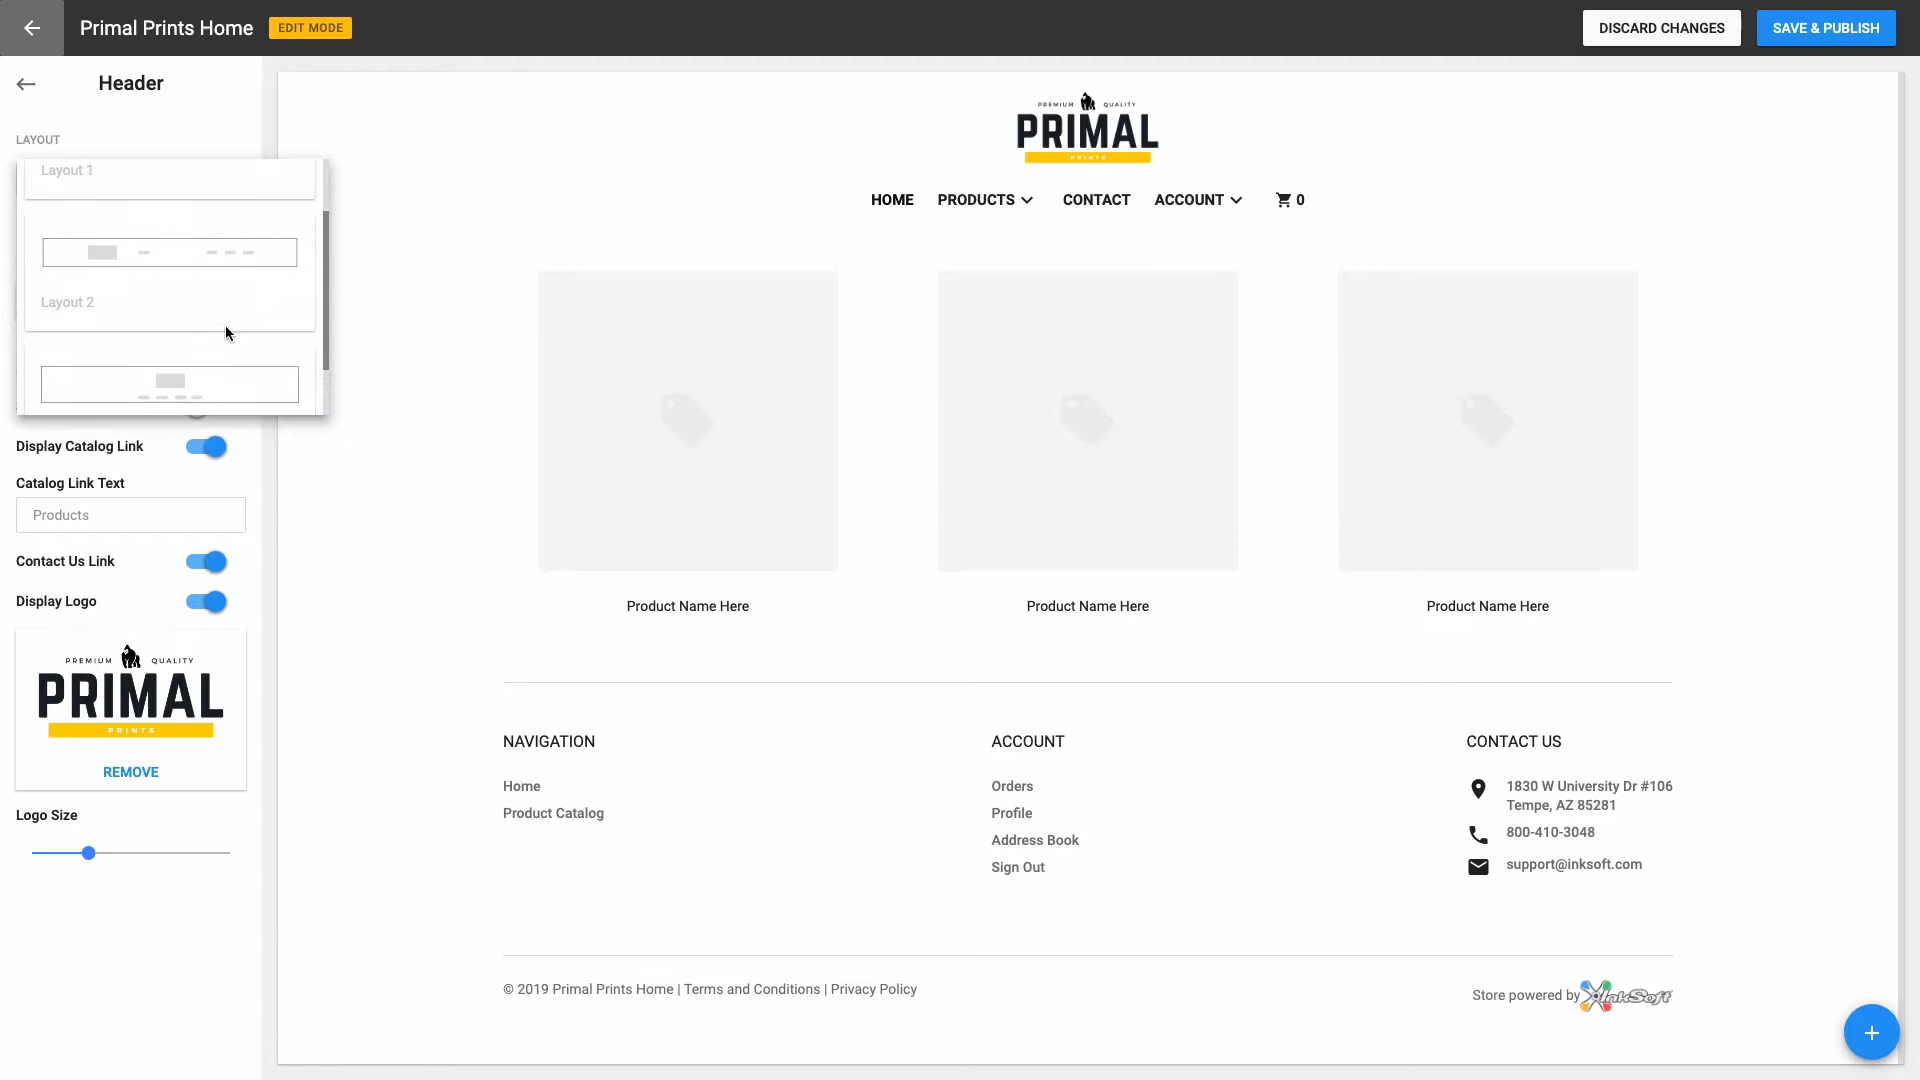 Primal Prints Home EDIT MODE DISCARD CHANGES SAVE & PUBLISH
Header
LAYOUT
Layout 1
Layout 2
Display Catalog Link
Catalog Link Text
Products
Contact Us Link
Display Logo
PREMIUM QUALITY
PRIMAL
PRINTS
REMOVE
Logo Size
PREMIUM QUALITY
PRIMAL
PRINTS
HOME PRODUCTS CONTACT ACCOUNT 0
Product Name Here Product Name Here Product Name Here
NAVIGATION
Home
Product Catalog
ACCOUNT
Orders
Profile
Address Book
Sign Out
CONTACT US
1830 W University Dr #106
Tempe, AZ 85281
800-410-3048
support@inksoft.com
© 2019 Primal Prints Home | Terms and Conditions | Privacy Policy
Store powered by InkSoft